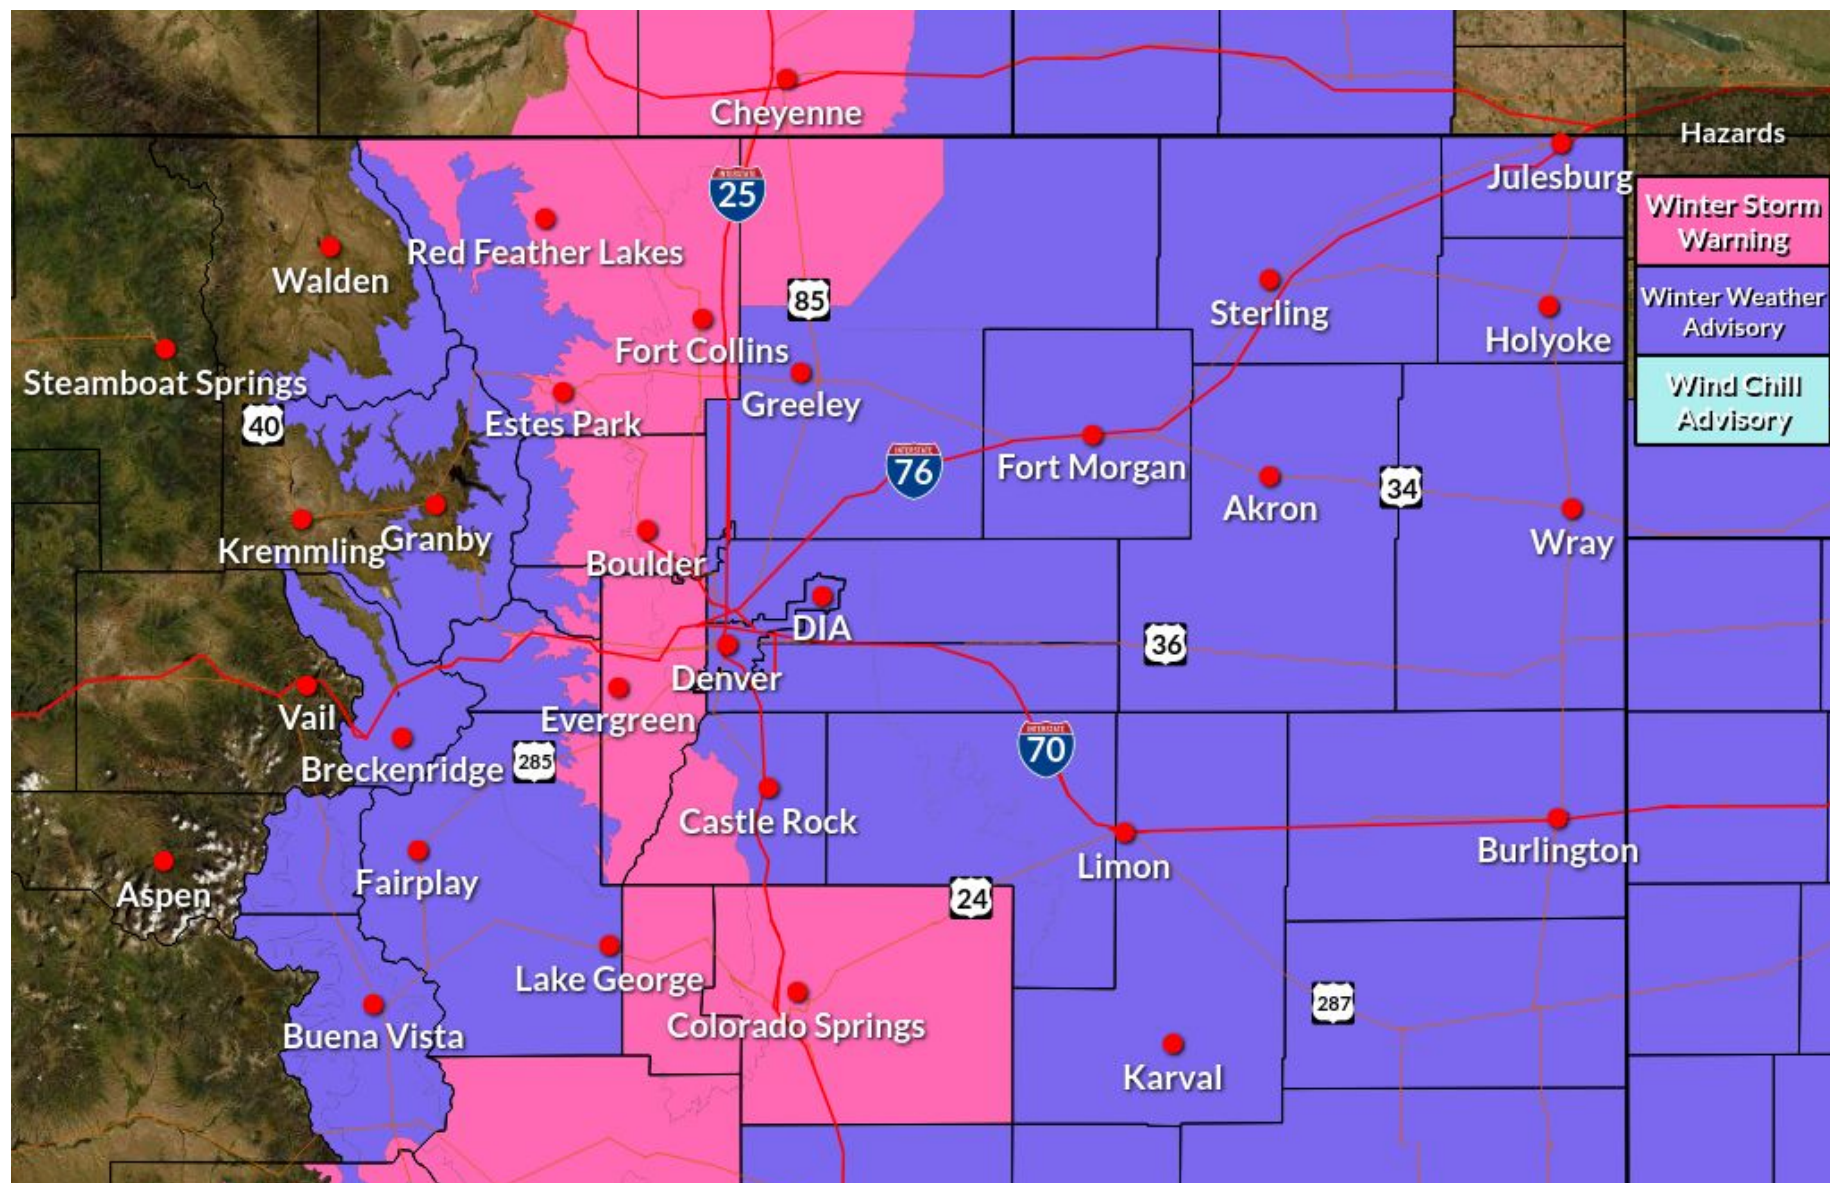 Cheyenne
Hazards
Julesburg
INTERSTATE
25
Winter Storm
Warning
Red Feather Lakes
Walden
85
Winter Weather
Advisory
Sterling
Holyoke
Fort Collins
Steamboat Springs
Greeley
Wind Chill
Advisory
40
Estes Park
INTERSTATE
76
Fort Morgan
34
Akron
Kremmling
Granby
Wray
Boulder
DIA
36
Denver
Vail
Evergreen
INTERSTATE
70
Breckenridge
285
Castle Rock
Limon
Burlington
Aspen
Fairplay
24
Lake George
287
Colorado Springs
Buena Vista
Karval